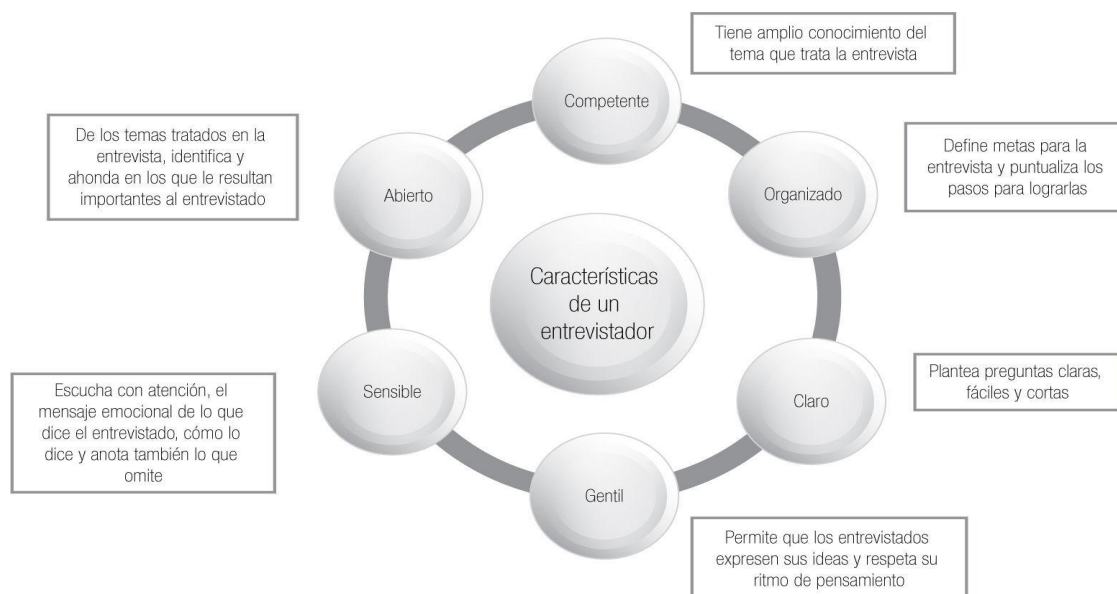 Características
de un
entrevistador
Competente
Tiene amplio conocimiento del
tema que trata la entrevista
Organizado
Define metas para la
entrevista y puntualiza los
pasos para lograrlas
Claro
Plantea preguntas claras,
fáciles y cortas
Gentil
Permite que los entrevistados
expresen sus ideas y respeta su
ritmo de pensamiento
Sensible
Escucha con atención, el
mensaje emocional de lo que
dice el entrevistado, cómo lo
dice y anota también lo que
omite
Abierto
De los temas tratados en la
entrevista, identifica y
ahonda en los que le resultan
importantes al entrevistado